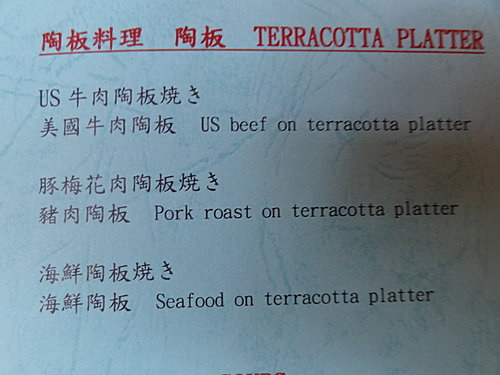 陶板料理 陶板 TERRACOTTA PLATTER
US 牛肉陶板焼き
美國牛肉陶板 US beef on terracotta platter
豚梅花肉陶板焼き
豬肉陶板 Pork roast on terracotta platter
海鮮陶板焼き
海鮮陶板 Seafood on terracotta platter